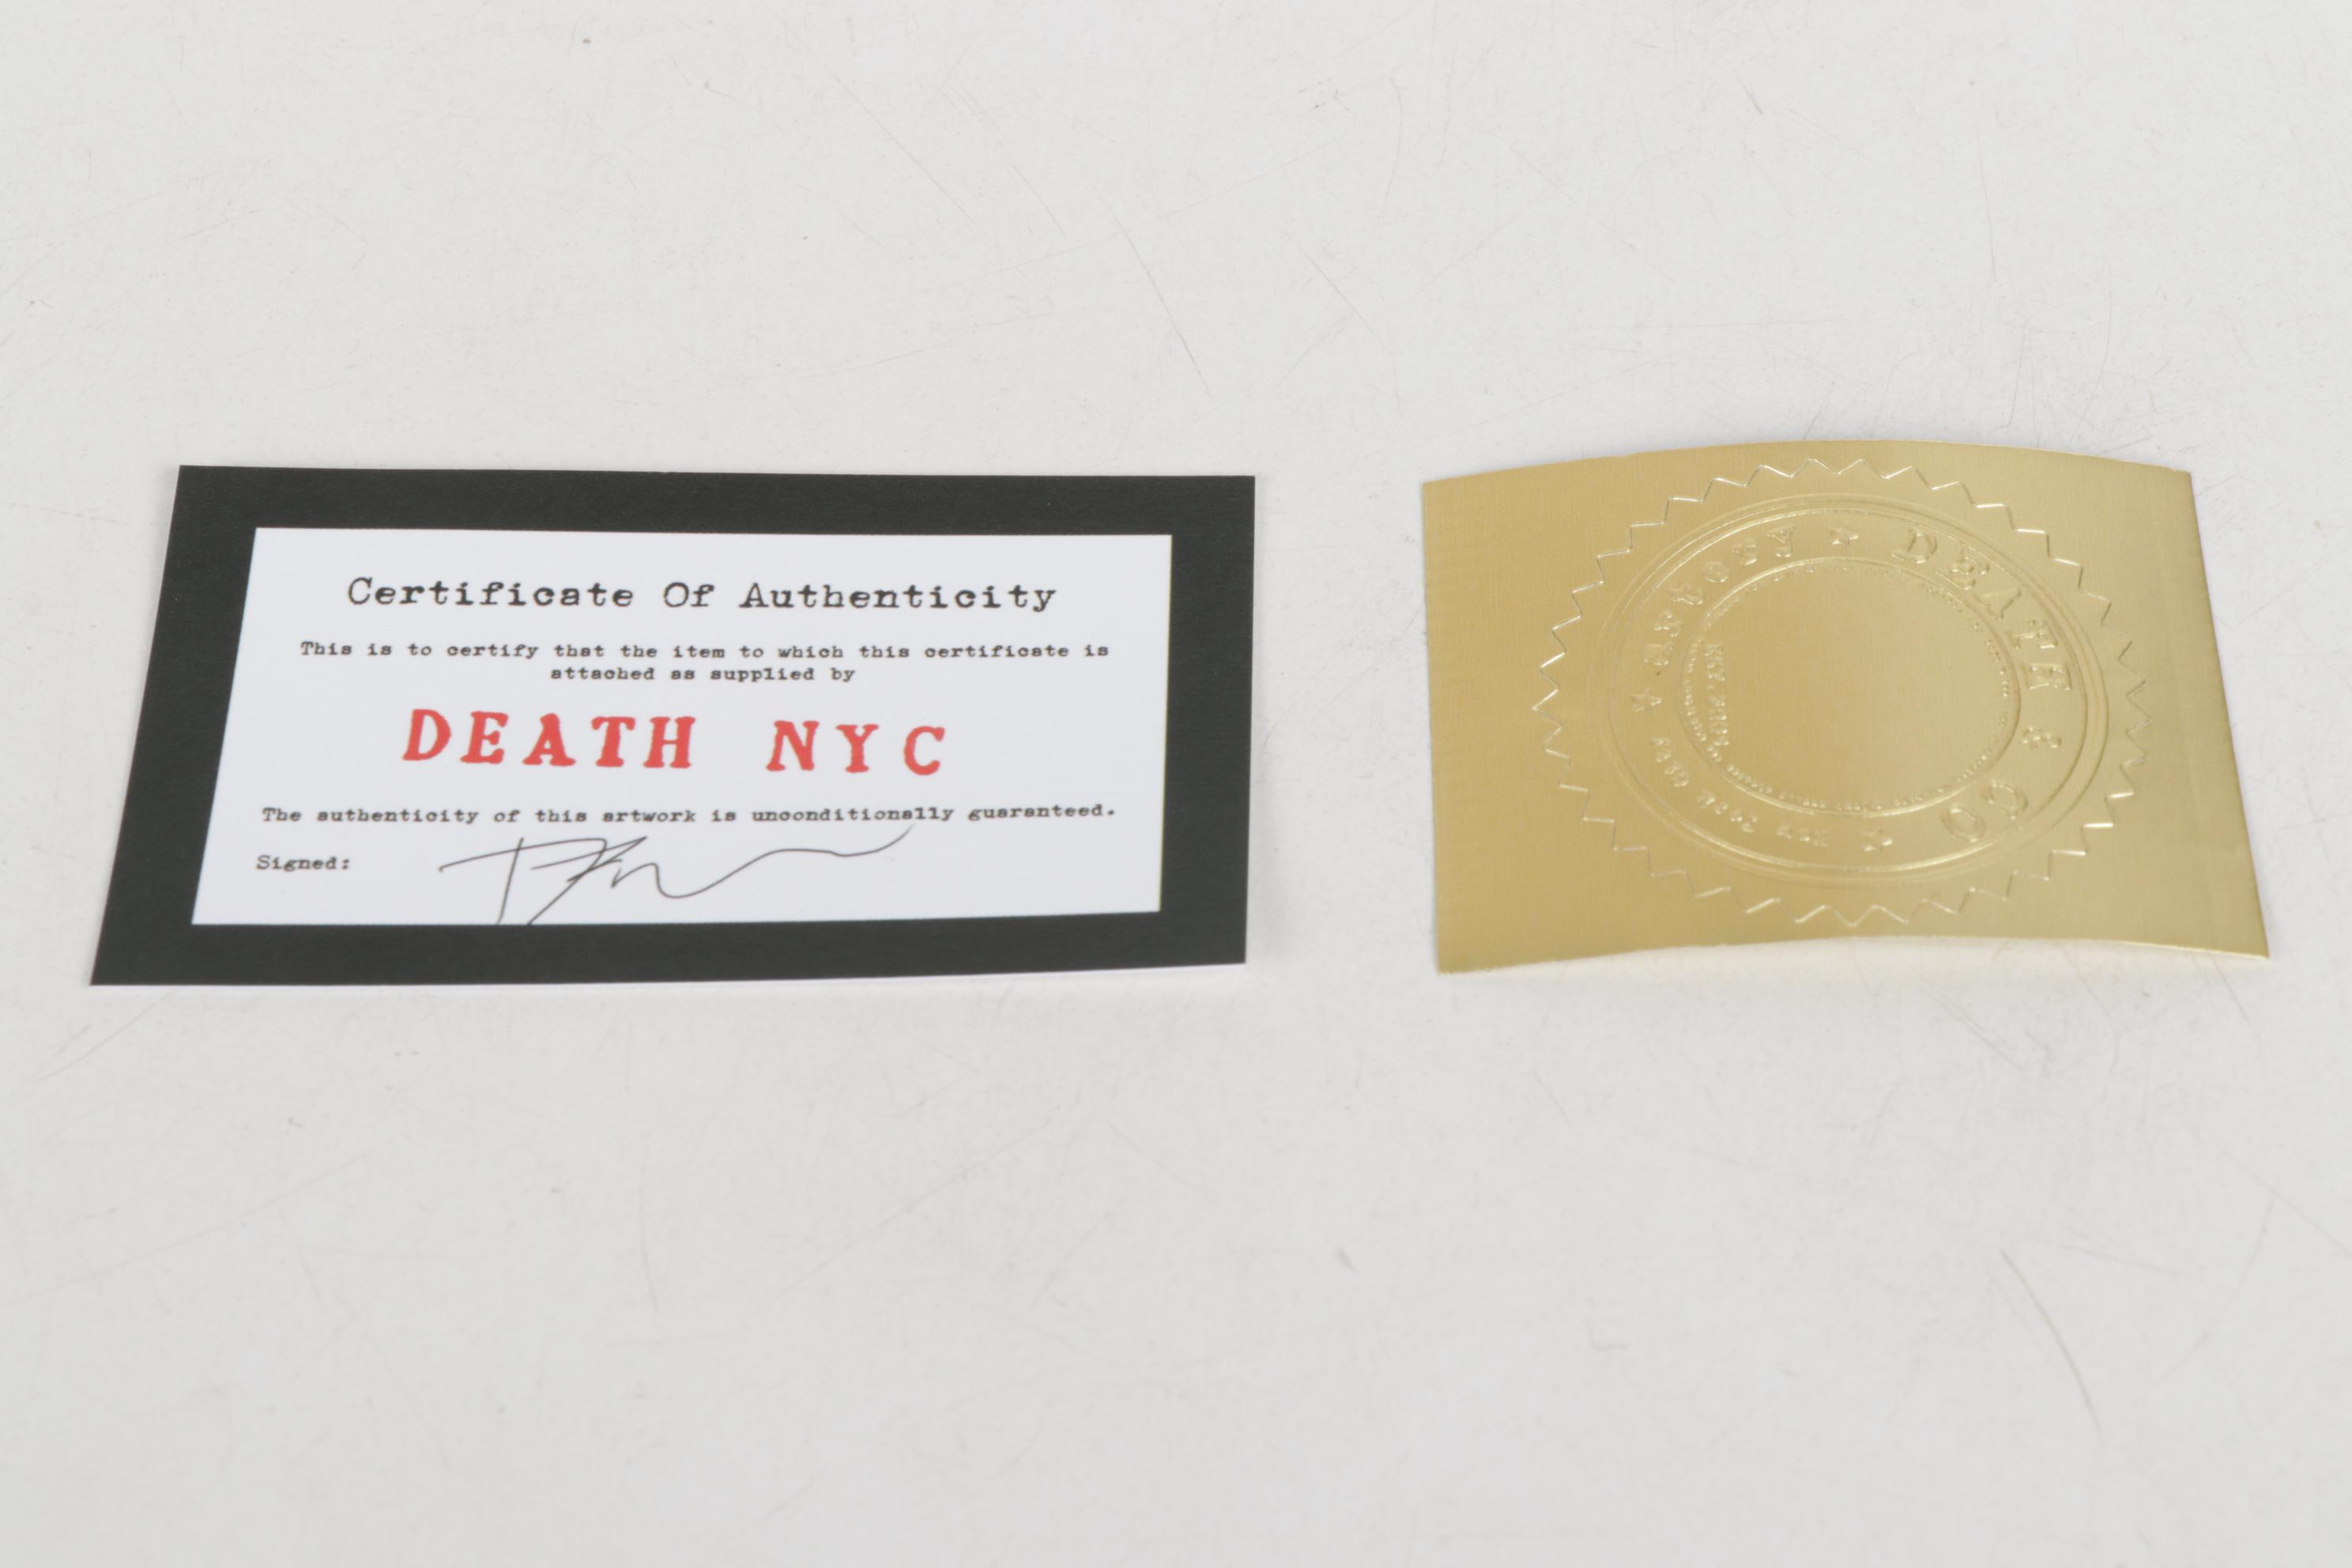 Certificate Of Authenticity
This is to certify that the item to which this certificate is
attached as supplied by
DEATH NYC
The authenticity of this artwork is unconditionally guaranteed.
Signed:
DEATH & CO